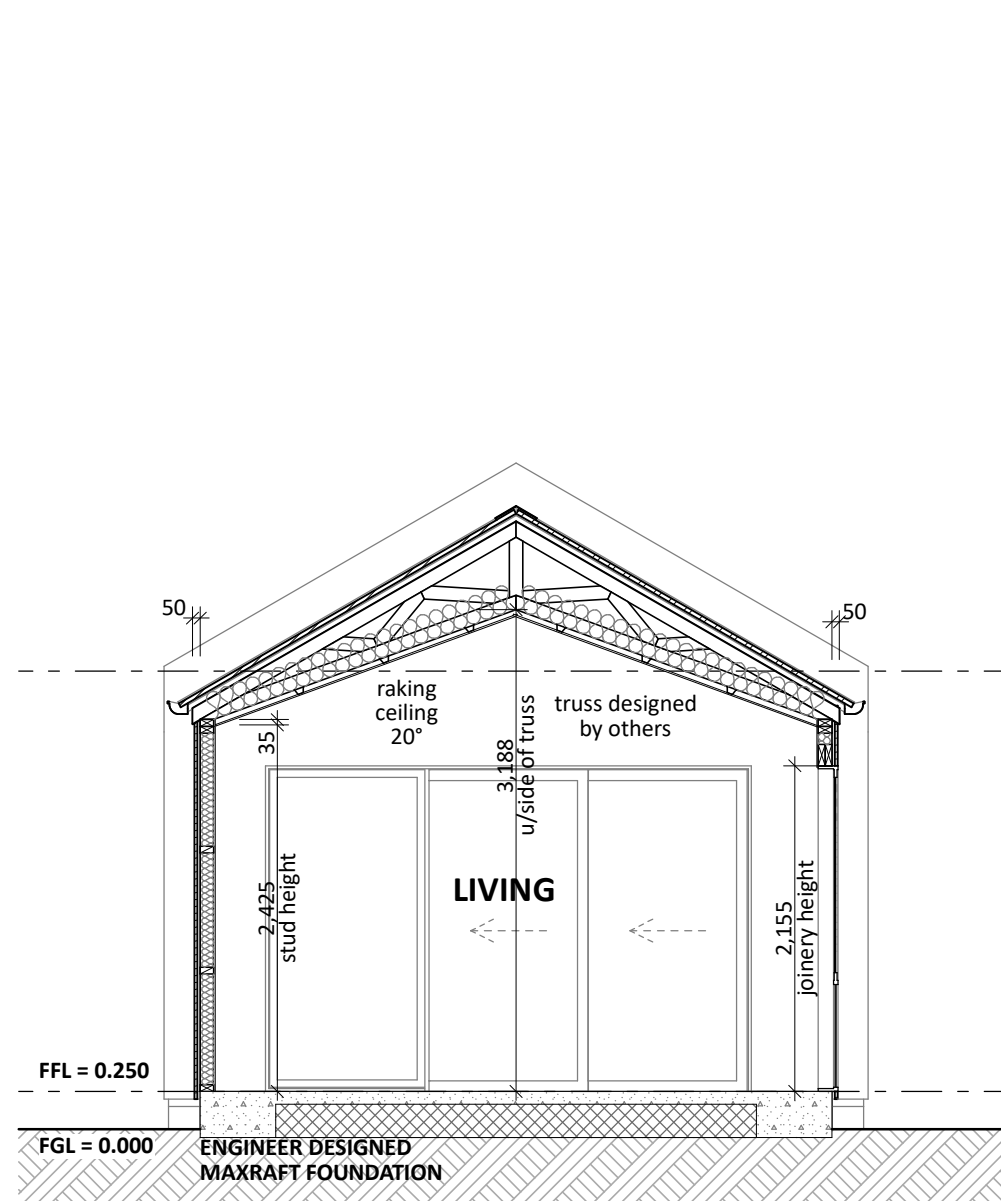 50
50
raking
ceiling
20°
truss designed
by others
35
3,188
u/side of truss
2,425
stud height
LIVING
2,155
joinery height
FFL = 0.250
FGL = 0.000
ENGINEER DESIGNED
MAXRAFT FOUNDATION